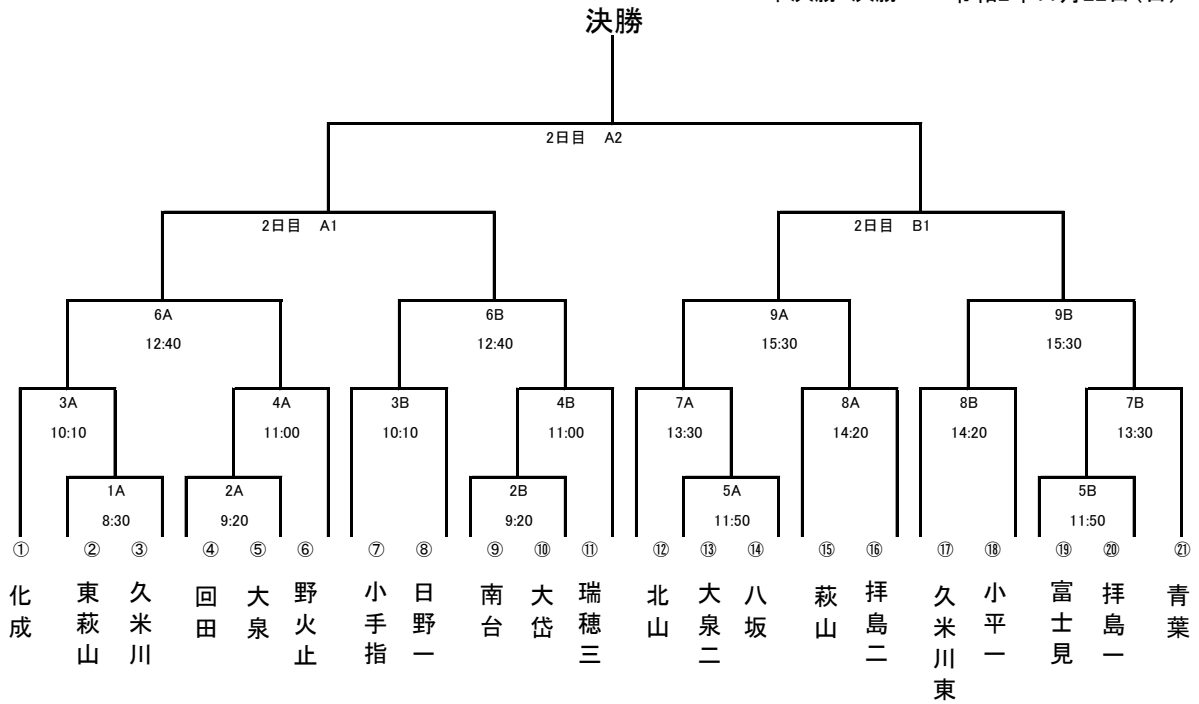 決勝
2日目 A2
2日目 A1
2日目 B1
6A
6B
9A
9B
12:40
12:40
15:30
15:30
3A
4A
3B
4B
7A
8A
8B
7B
10:10
11:00
10:10
11:00
13:30
14:20
14:20
13:30
1A
2A
2B
5A
5B
8:30
9:20
9:20
11:50
11:50
① ② ③ ④ ⑤ ⑥ ⑦ ⑧ ⑨ ⑩ ⑪ ⑫ ⑬ ⑭ ⑮ ⑯ ⑰ ⑱ ⑲ ⑳ ㉑
化成
東萩山
久米川
回田
大泉
野火止
小手指
日野一
南台
大岱
瑞穂三
北山
大泉二
八坂
萩山
拝島二
久米川東
小平一
富士見
拝島一
青葉